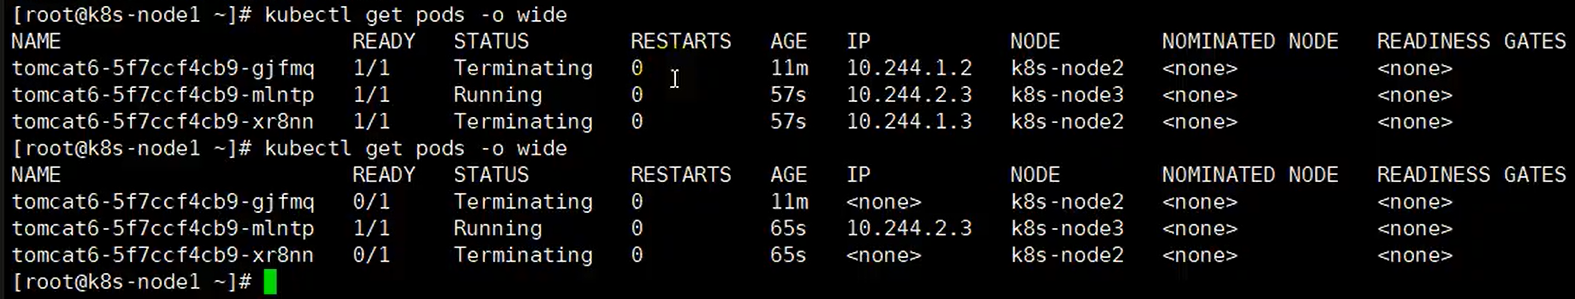 [root@k8s-node1 ~]# kubectl get pods -o wide
NAME READY STATUS RESTARTS AGE IP NODE NOMINATED NODE READINESS GATES
tomcat6-5f7ccf4cb9-gjfmq 1/1 Terminating 0 11m 10.244.1.2 k8s-node2 <none> <none>
tomcat6-5f7ccf4cb9-mlntp 1/1 Running 0 57s 10.244.2.3 k8s-node3 <none> <none>
tomcat6-5f7ccf4cb9-xr8nn 1/1 Terminating 0 57s 10.244.1.3 k8s-node2 <none> <none>
[root@k8s-node1 ~]# kubectl get pods -o wide
NAME READY STATUS RESTARTS AGE IP NODE NOMINATED NODE READINESS GATES
tomcat6-5f7ccf4cb9-gjfmq 0/1 Terminating 0 11m <none> k8s-node2 <none> <none>
tomcat6-5f7ccf4cb9-mlntp 1/1 Running 0 65s 10.244.2.3 k8s-node3 <none> <none>
tomcat6-5f7ccf4cb9-xr8nn 0/1 Terminating 0 65s <none> k8s-node2 <none> <none>
[root@k8s-node1 ~]#